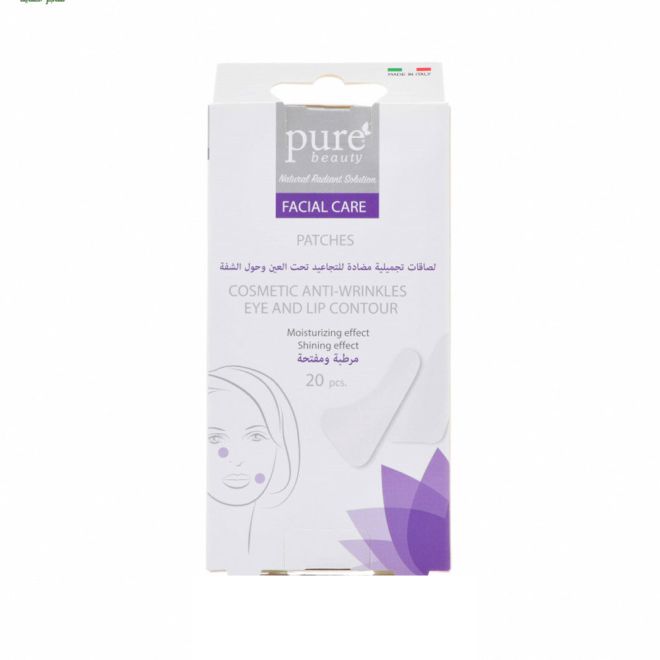 MADE IN ITALY
pure
beauty
Natural Radiant Solution
FACIAL CARE
PATCHES
لصاقات تجميلية مضادة للتجاعيد تحت العين وحول الشفة
COSMETIC ANTI-WRINKLES
EYE AND LIP CONTOUR
Moisturizing effect
Shining effect
مرطبة ومفتحة
20 pcs.